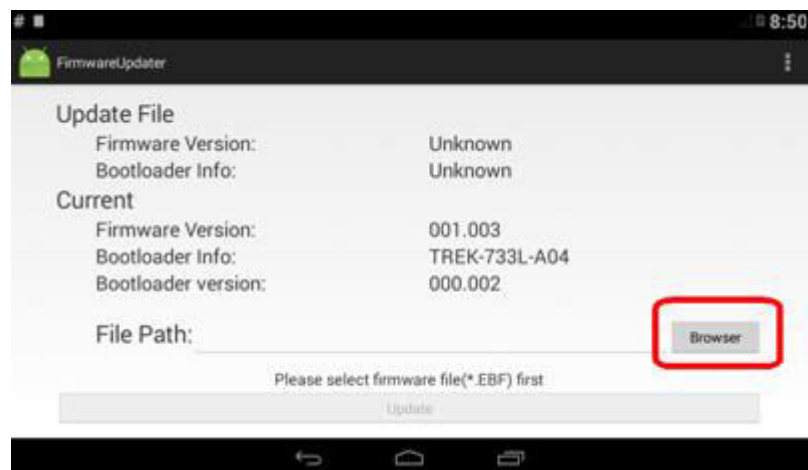 # 8:50
FirmwareUpdater
Update File
Firmware Version: Unknown
Bootloader Info: Unknown
Current
Firmware Version: 001.003
Bootloader Info: TREK-733L-A04
Bootloader version: 000.002
File Path: Browser
Please select firmware file(*.EBF) first
Update